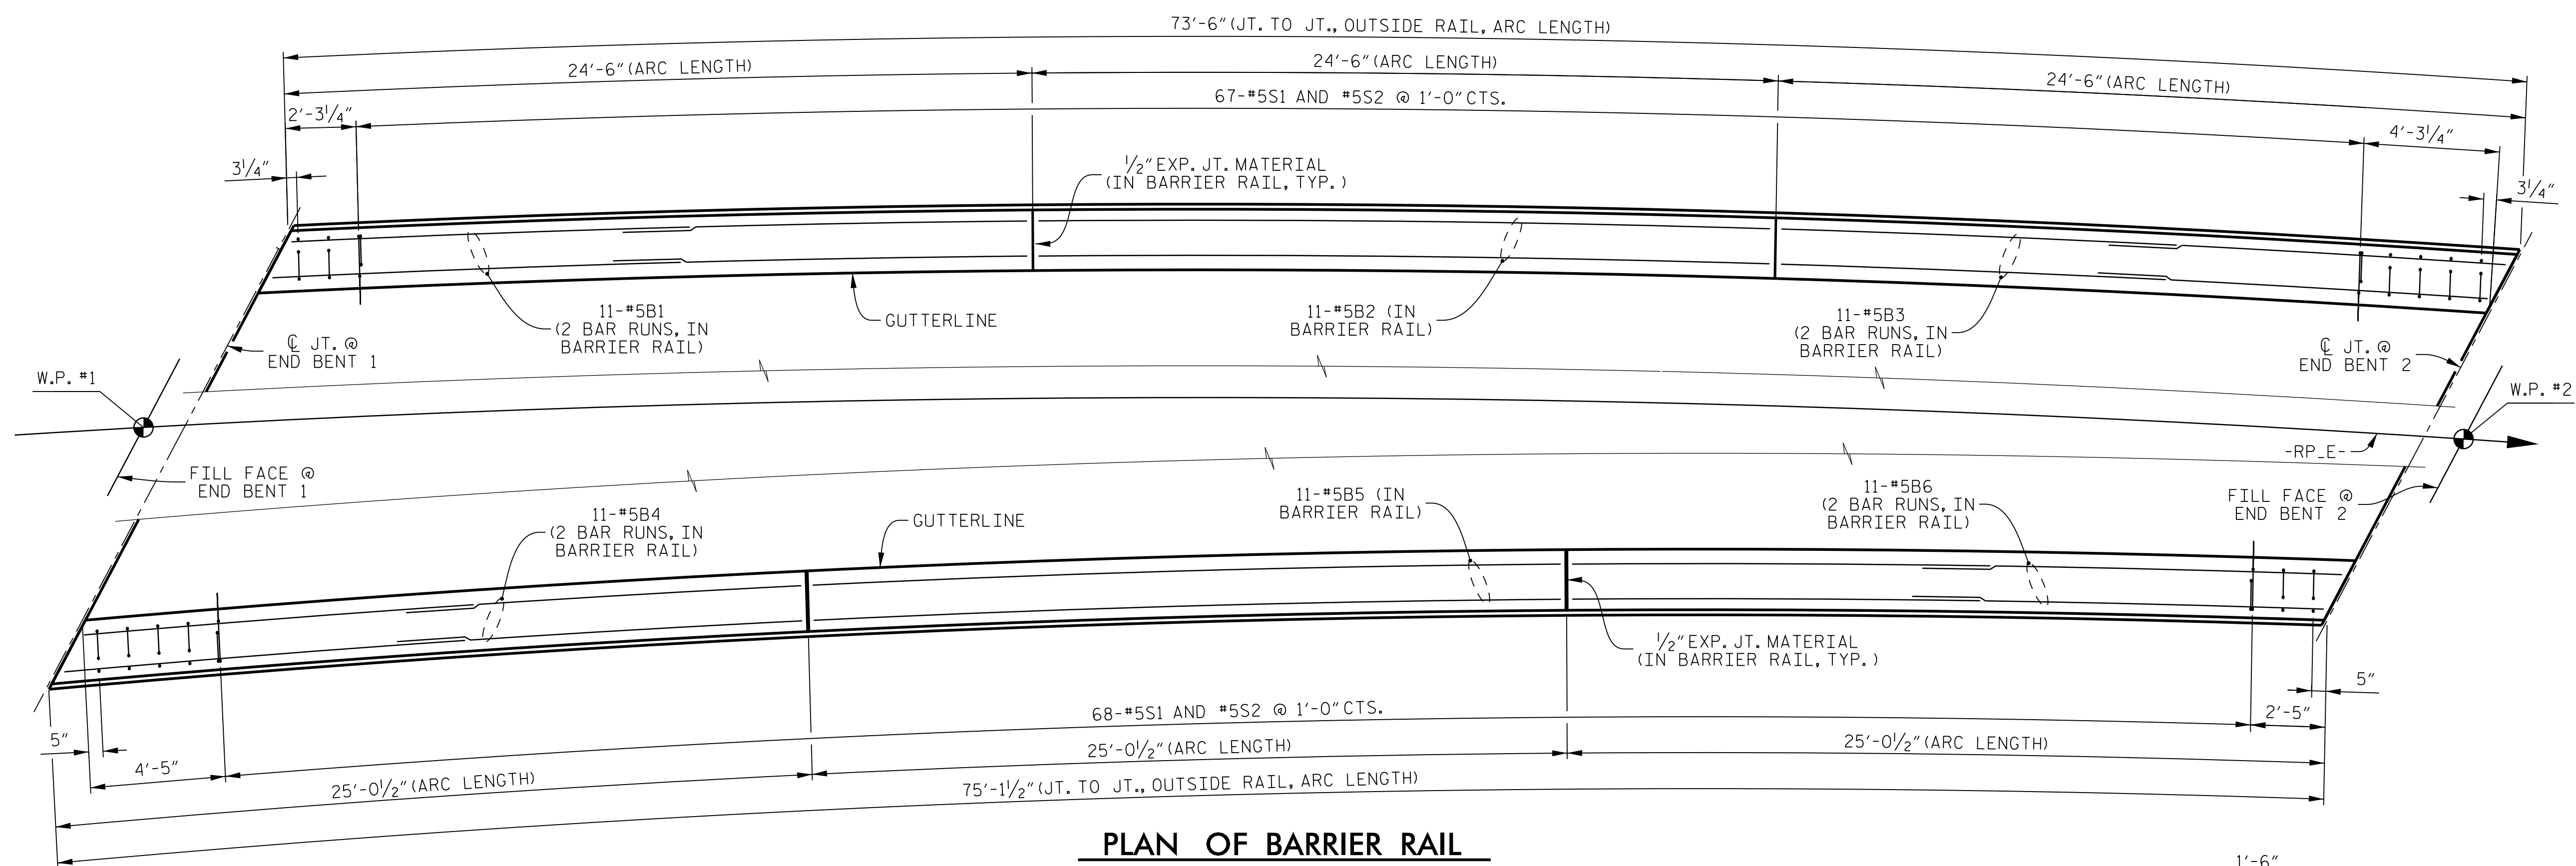 73'-6" (JT. TO JT., OUTSIDE RAIL, ARC LENGTH)
24'-6" (ARC LENGTH)
24'-6" (ARC LENGTH)
24'-6" (ARC LENGTH)
67-#5S1 AND #5S2 @ 1'-0" CTS.
2'-3¼"
4'-3¼"
3¼"
3¼"
½" EXP. JT. MATERIAL
(IN BARRIER RAIL, TYP.)
11-#5B1
(2 BAR RUNS, IN
BARRIER RAIL)
GUTTERLINE
11-#5B2 (IN
BARRIER RAIL)
11-#5B3
(2 BAR RUNS, IN
BARRIER RAIL)
℄ JT. @
END BENT 1
℄ JT. @
END BENT 2
W.P. #1
W.P. #2
-RP_E-
FILL FACE @
END BENT 1
11-#5B4
(2 BAR RUNS, IN
BARRIER RAIL)
GUTTERLINE
11-#5B5 (IN
BARRIER RAIL)
11-#5B6
(2 BAR RUNS, IN
BARRIER RAIL)
FILL FACE @
END BENT 2
½" EXP. JT. MATERIAL
(IN BARRIER RAIL, TYP.)
5"
5"
68-#5S1 AND #5S2 @ 1'-0" CTS.
2'-5"
4'-5"
25'-0½" (ARC LENGTH)
25'-0½" (ARC LENGTH)
25'-0½" (ARC LENGTH)
75'-1½" (JT. TO JT., OUTSIDE RAIL, ARC LENGTH)
PLAN OF BARRIER RAIL
1'-6"